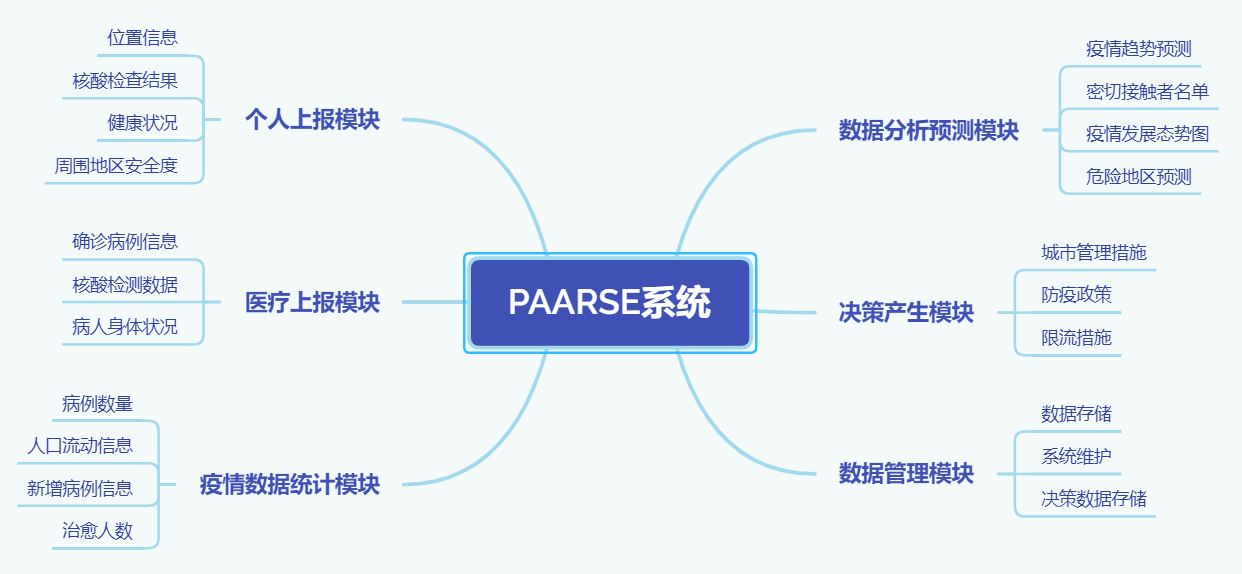 PAARSE系统
个人上报模块
位置信息
核酸检查结果
健康状况
周围地区安全度
医疗上报模块
确诊病例信息
核酸检测数据
病人身体状况
疫情数据统计模块
病例数量
人口流动信息
新增病例信息
治愈人数
数据分析预测模块
疫情趋势预测
密切接触者名单
疫情发展态势图
危险地区预测
决策产生模块
城市管理措施
防疫政策
限流措施
数据管理模块
数据存储
系统维护
决策数据存储